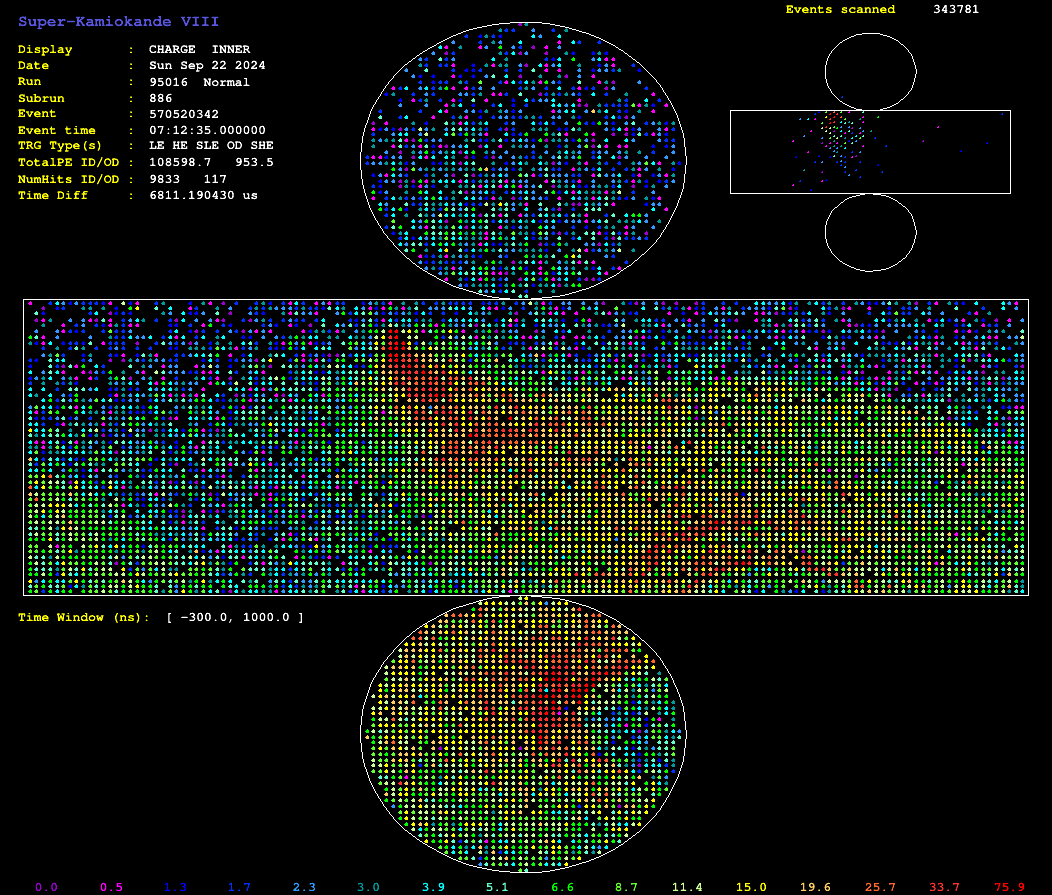 Super-Kamiokande VIII
Events scanned 343781
Display : CHARGE INNER
Date : Sun Sep 22 2024
Run : 95016 Normal
Subrun : 886
Event : 570520342
Event time : 07:12:35.000000
TRG Type(s) : LE HE SLE OD SHE
TotalPE ID/OD : 108598.7 953.5
NumHits ID/OD : 9833 117
Time Diff : 6811.190430 us
Time Window (ns): [ -300.0, 1000.0 ]
0.0 0.5 1.3 1.7 2.3 3.0 3.9 5.1 6.6 8.7 11.4 15.0 19.6 25.7 33.7 75.9